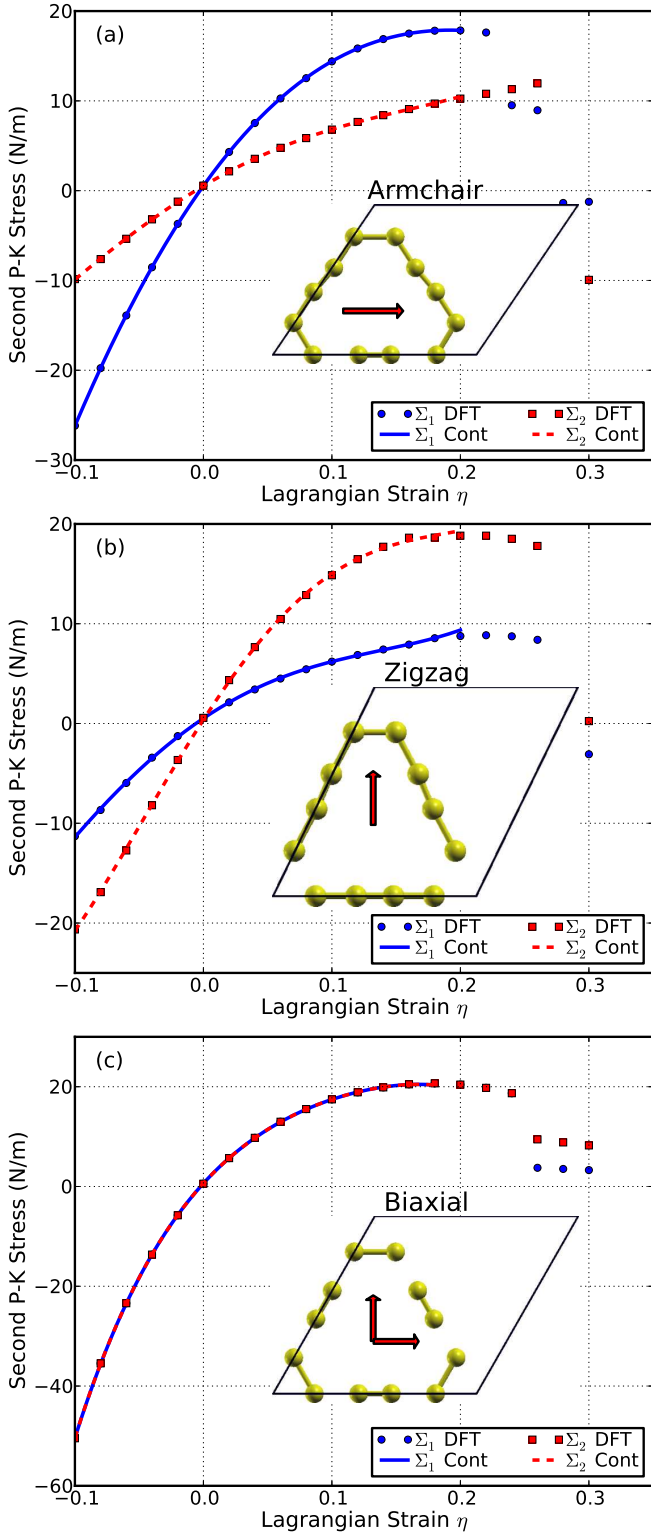 (a)
20
10
0
−10
−20
−30
Second P-K Stress (N/m)
Armchair
Σ1 DFT Σ2 DFT
Σ1 Cont Σ2 Cont
−0.1 0.0 0.1 0.2 0.3
Lagrangian Strain η
(b)
20
10
0
−10
−20
Second P-K Stress (N/m)
Zigzag
Σ1 DFT Σ2 DFT
Σ1 Cont Σ2 Cont
−0.1 0.0 0.1 0.2 0.3
Lagrangian Strain η
(c)
20
0
−20
−40
−60
Second P-K Stress (N/m)
Biaxial
Σ1 DFT Σ2 DFT
Σ1 Cont Σ2 Cont
−0.1 0.0 0.1 0.2 0.3
Lagrangian Strain η